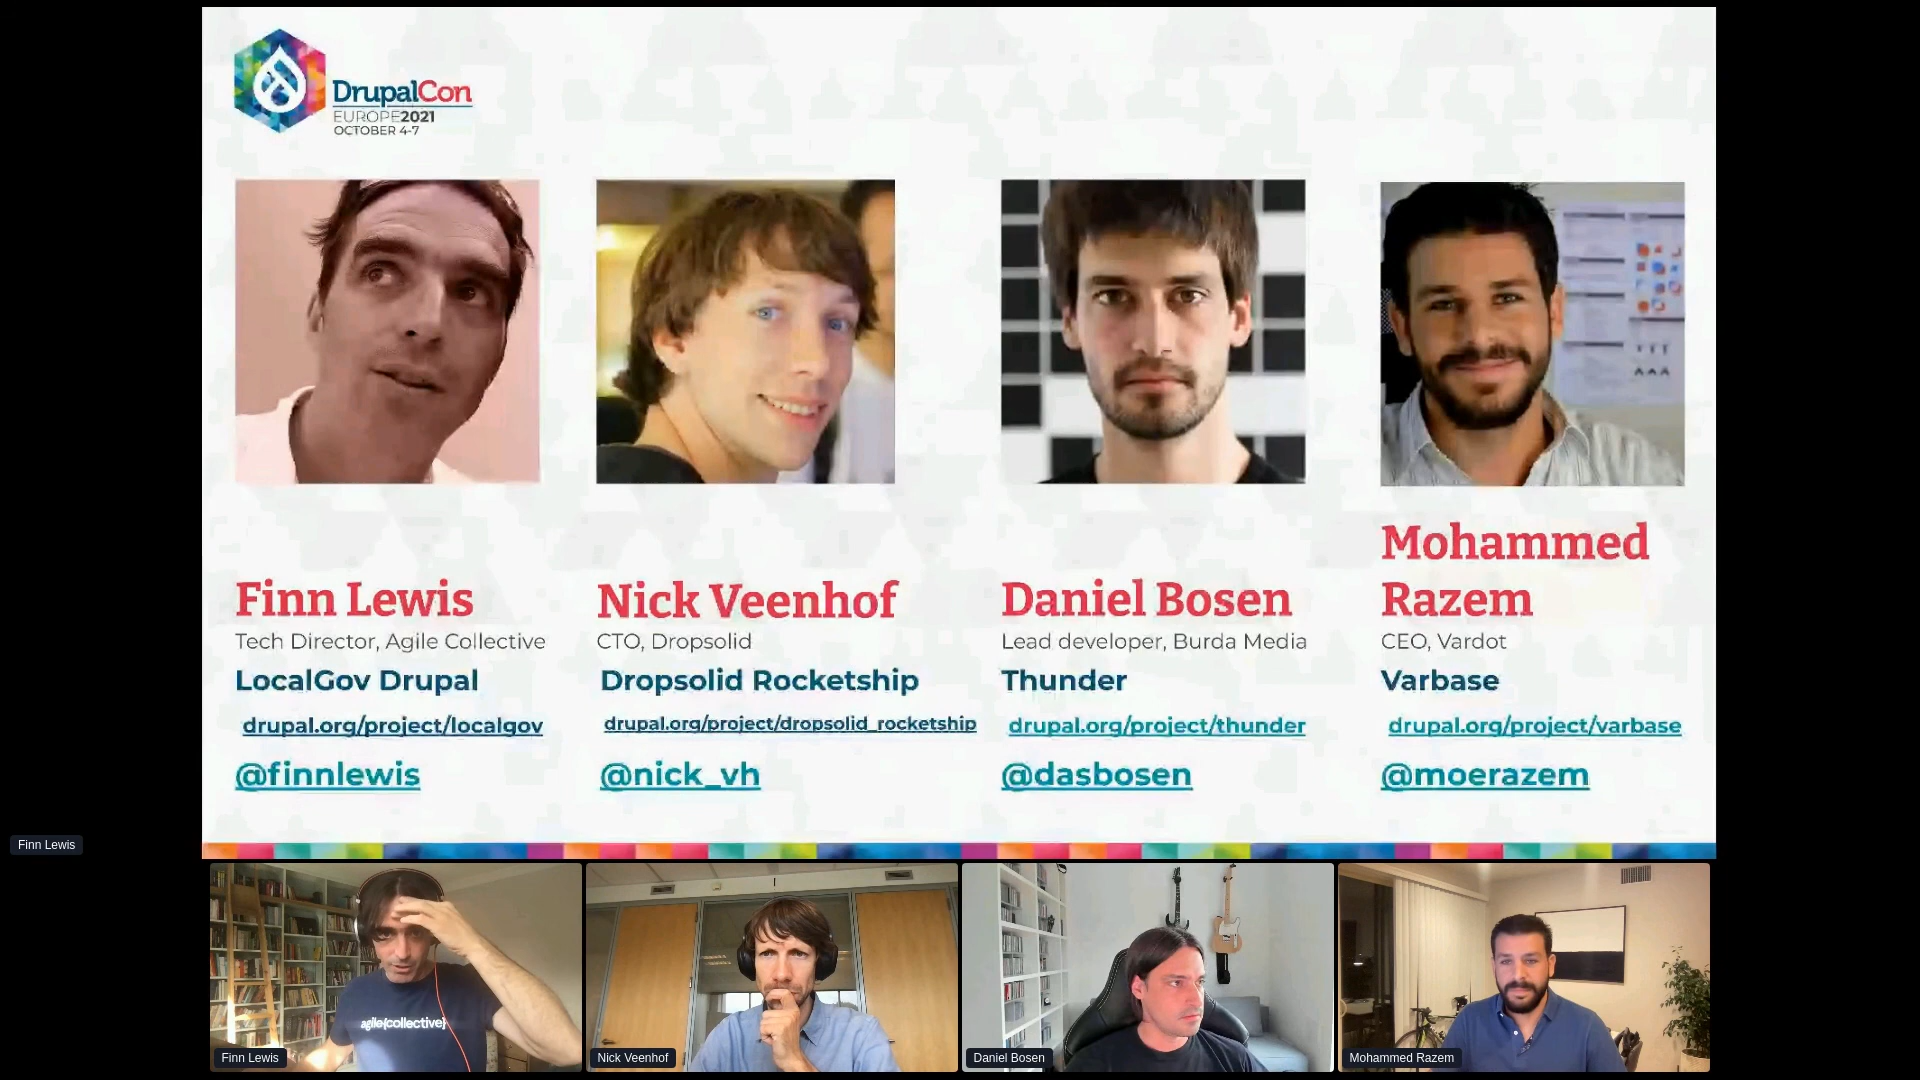 DrupalCon
EUROPE2021
OCTOBER 4-7
Finn Lewis
Tech Director, Agile Collective
LocalGov Drupal
drupal.org/project/localgov
@finnlewis
Nick Veenhof
CTO, Dropsolid
Dropsolid Rocketship
drupal.org/project/dropsolid_rocketship
@nick_vh
Daniel Bosen
Lead developer, Burda Media
Thunder
drupal.org/project/thunder
@dasbosen
Mohammed
Razem
CEO, Vardot
Varbase
drupal.org/project/varbase
@moerazem
Finn Lewis
agile{collective}
Finn Lewis
Nick Veenhof
Daniel Bosen
Mohammed Razem